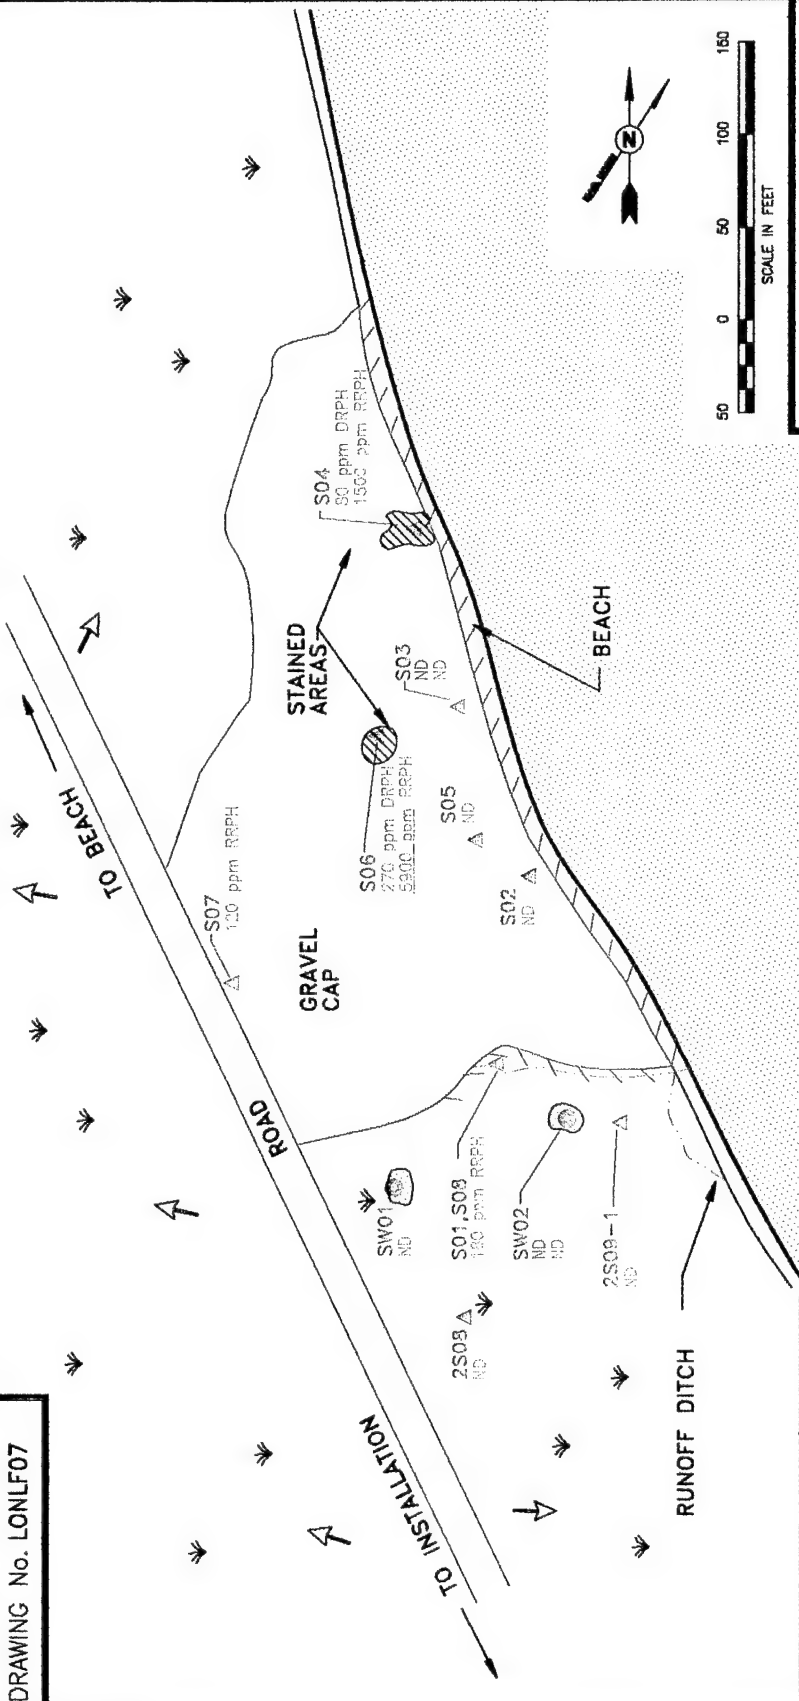 DRAWING No. LONLF07
TO INSTALLATION
ROAD
TO BEACH
S07
120 ppm RRPH
GRAVEL
CAP
STAINED
AREAS
S04
80 ppm DRPH
1500 ppm RRPH
S06
270 ppm DRPH
5900 ppm RRPH
S03
ND
ND
S05
ND
S02
ND
SW01
ND
S01,S08
ppm RRPH
SW02
ND
ND
2S08
ND
2S09-1
ND
RUNOFF DITCH
BEACH
N
50 0 50 100 150
SCALE IN FEET